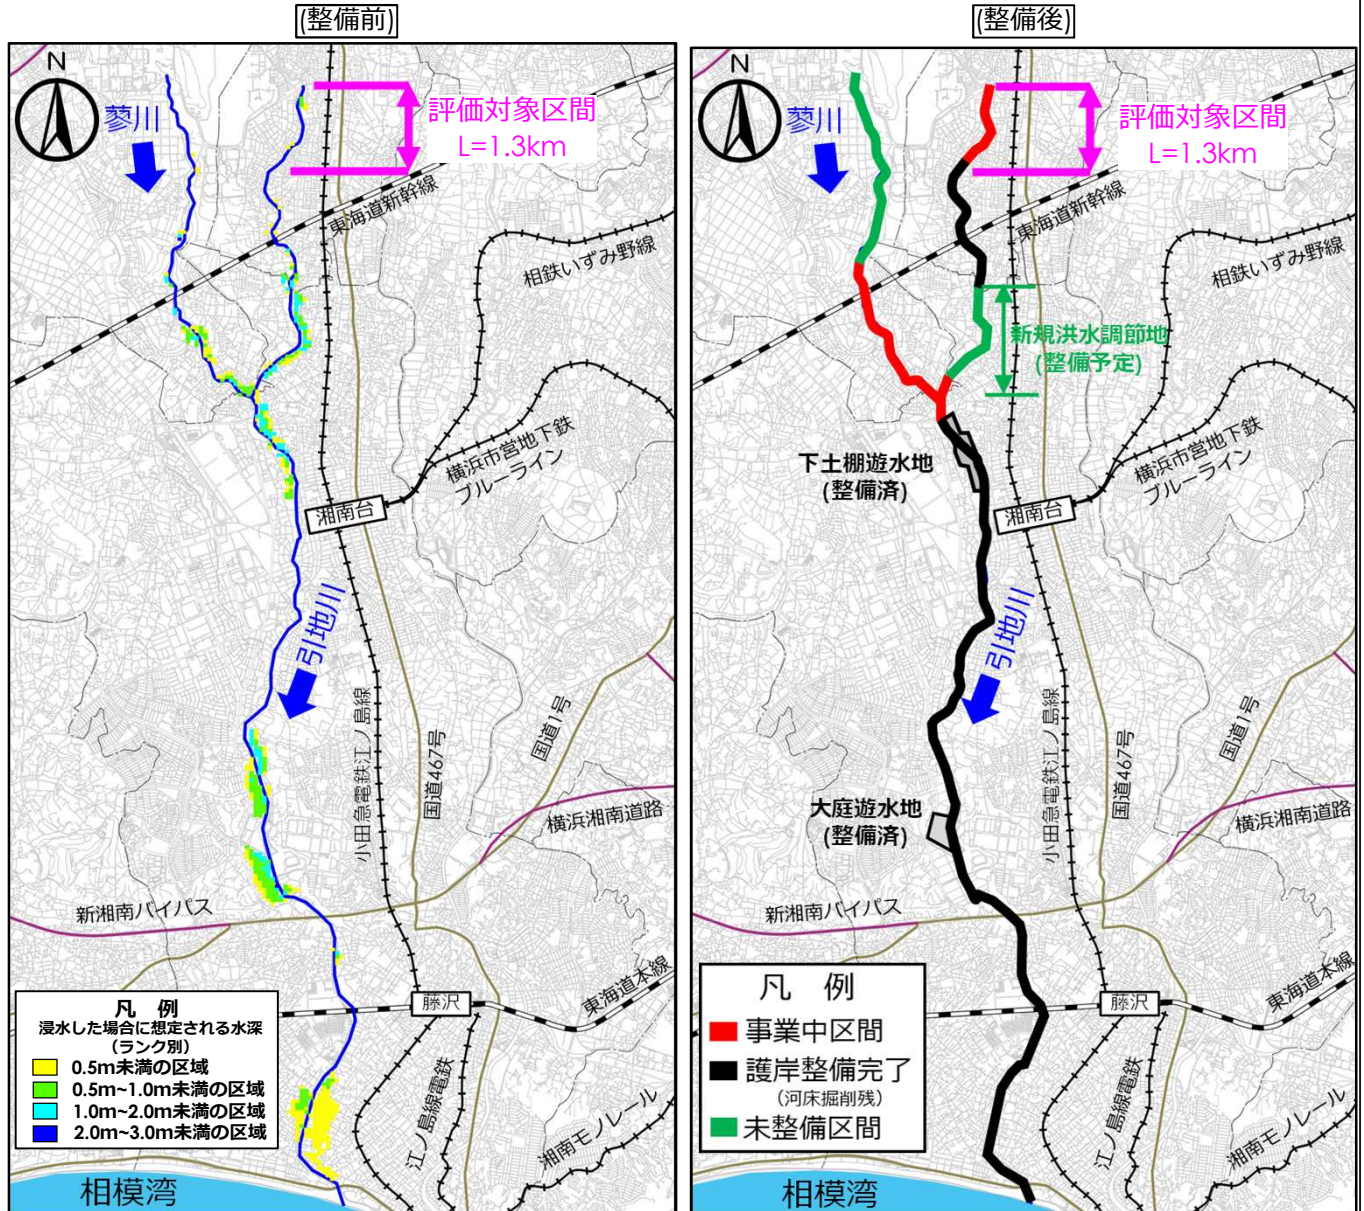 (整備前)
N
蓼川
評価対象区間
L=1.3km
東海道新幹線
相鉄いずみ野線
横浜市営地下鉄
ブルーライン
湘南台
引地川
小田急電鉄江ノ島線
国道467号
国道1号
横浜湘南道路
新湘南バイパス
藤沢
東海道本線
江ノ島線電鉄
湘南モノレール
相模湾
凡 例
浸水した場合に想定される水深
(ランク別)
0.5m未満の区域
0.5m~1.0m未満の区域
1.0m~2.0m未満の区域
2.0m~3.0m未満の区域
(整備後)
N
蓼川
評価対象区間
L=1.3km
東海道新幹線
相鉄いずみ野線
新規洪水調節地
(整備予定)
横浜市営地下鉄
ブルーライン
下土棚遊水地
(整備済)
湘南台
引地川
小田急電鉄江ノ島線
国道467号
国道1号
大庭遊水地
(整備済)
横浜湘南道路
新湘南バイパス
藤沢
東海道本線
江ノ島線電鉄
湘南モノレール
相模湾
凡 例
事業中区間
護岸整備完了
(河床掘削残)
未整備区間